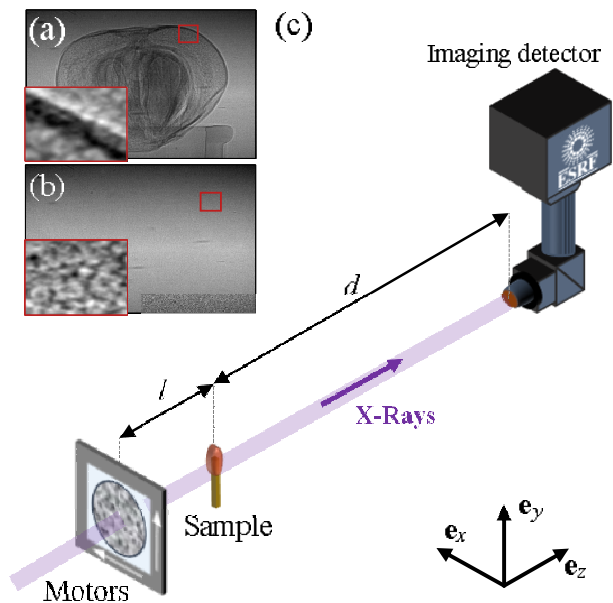 (a)
(b)
(c)
Imaging detector
ESRF
d
l
X-Rays
Sample
Motors
e_x
e_y
e_z